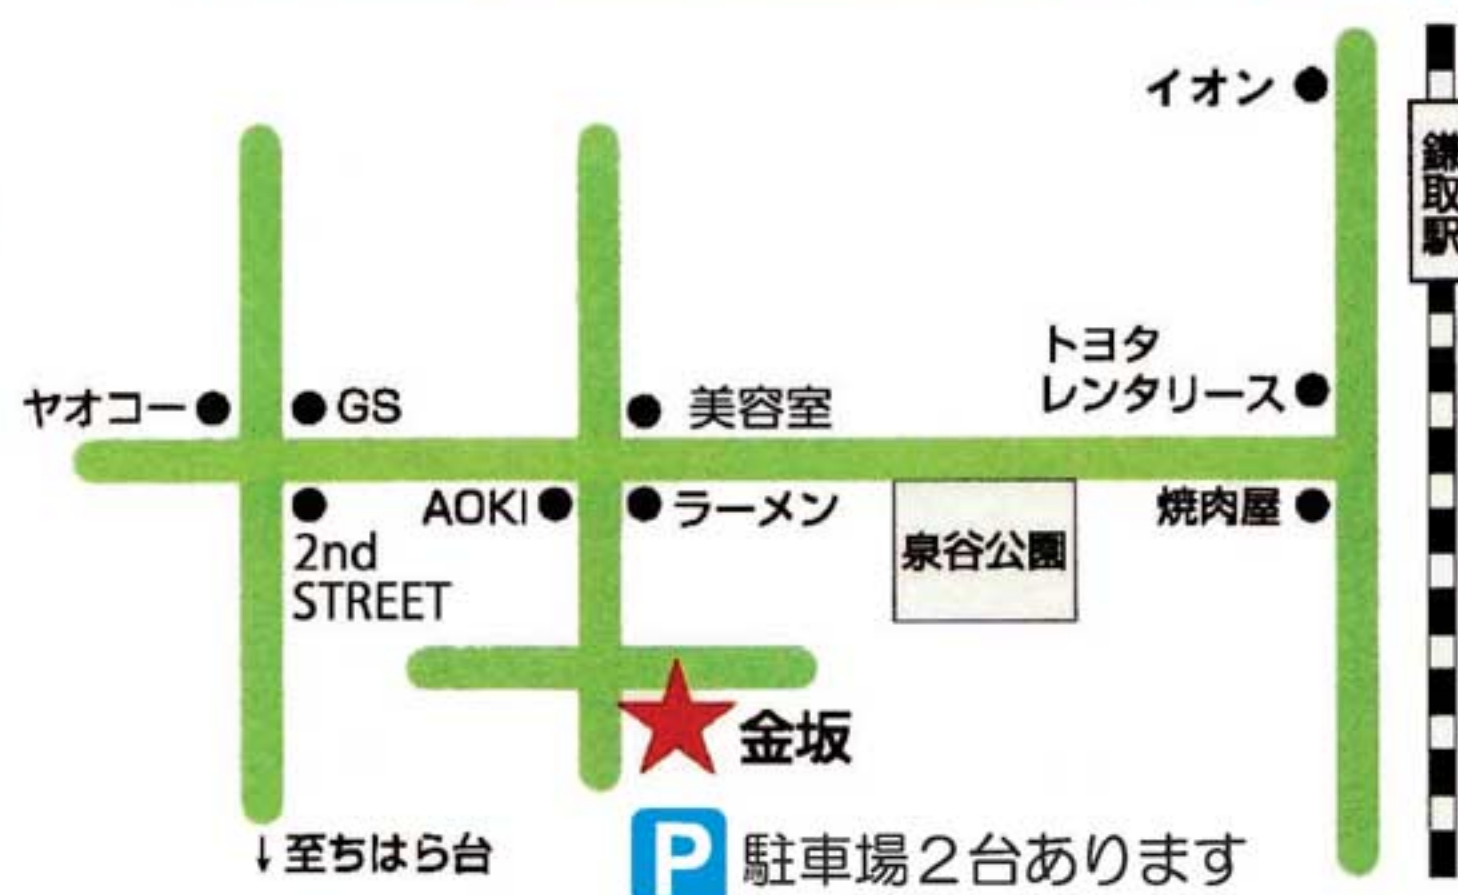 イオン
鎌取駅
トヨタ
レンタリース
ヤオコー
GS
美容室
2nd
STREET
AOKI
ラーメン
泉谷公園
焼肉屋
金坂
↓至ちはら台
P 駐車場2台あります